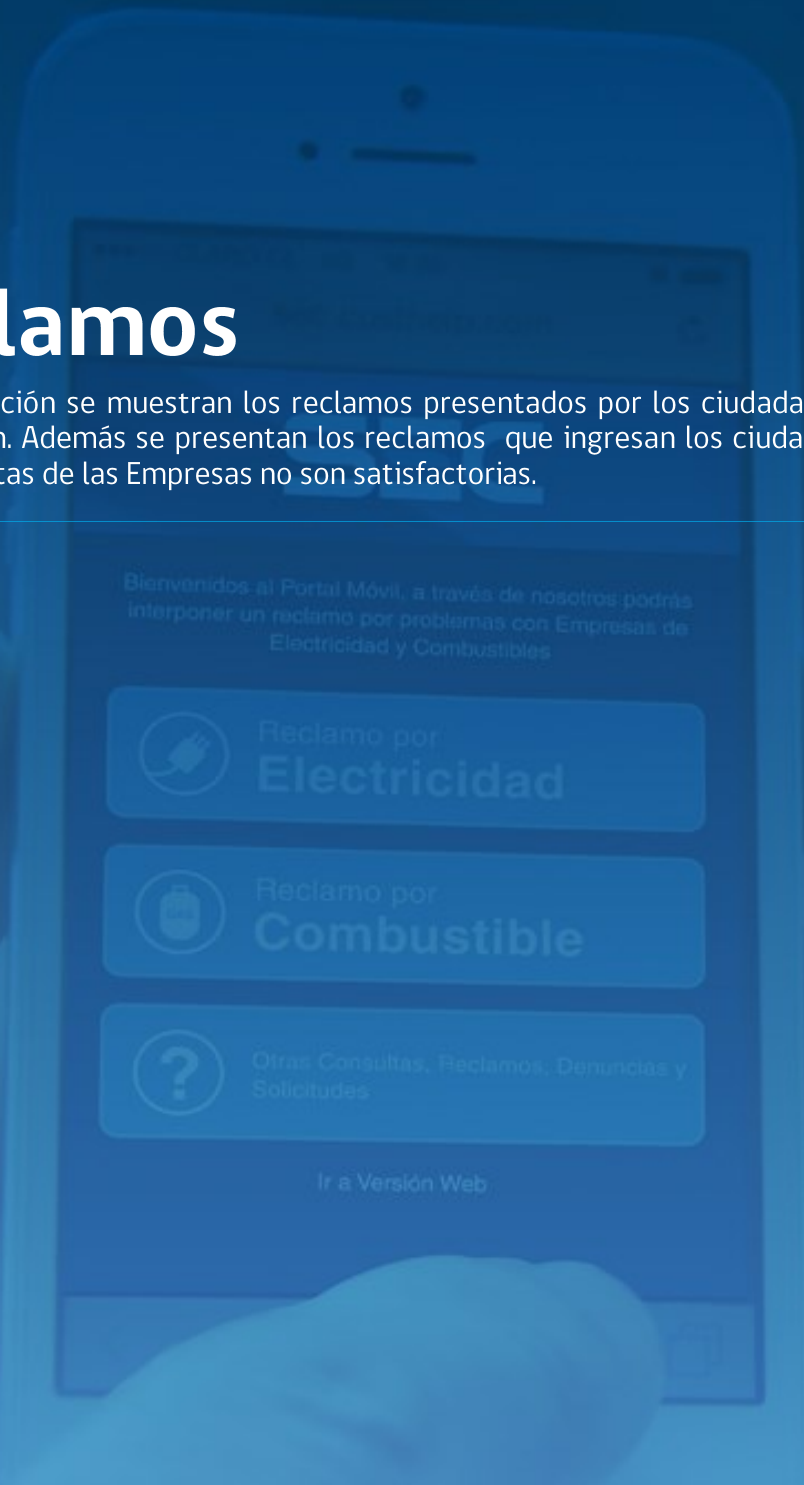 lamos
ción se muestran los reclamos presentados por los ciudada
n. Además se presentan los reclamos que ingresan los ciuda
tas de las Empresas no son satisfactorias.
SEC
Bienvenidos al Portal Móvil, a través de nosotros podrás
interponer un reclamo por problemas con Empresas de
Electricidad y Combustibles
Reclamo por
Electricidad
Reclamo por
Combustible
Otras Consultas, Reclamos, Denuncias y
Solicitudes
Ir a Versión Web